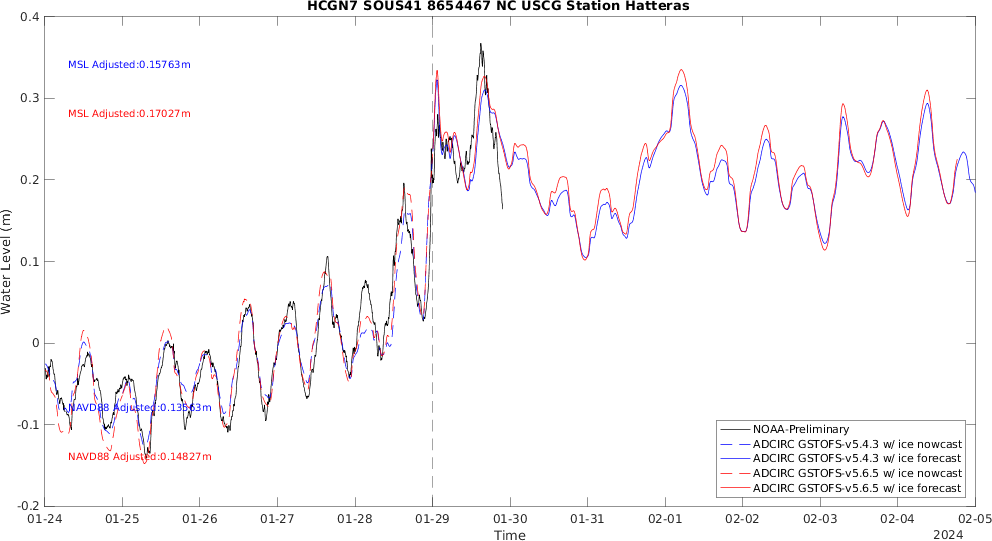 HCGN7 SOUS41 8654467 NC USCG Station Hatteras
0.4
0.3
0.2
0.1
0
-0.1
-0.2
Water Level (m)
MSL Adjusted:0.15763m
MSL Adjusted:0.17027m
NAVD88 Adjusted:0.13563m
NAVD88 Adjusted:0.14827m
NOAA-Preliminary
ADCIRC GSTOFS-v5.4.3 w/ ice nowcast
ADCIRC GSTOFS-v5.4.3 w/ ice forecast
ADCIRC GSTOFS-v5.6.5 w/ ice nowcast
ADCIRC GSTOFS-v5.6.5 w/ ice forecast
01-24 01-25 01-26 01-27 01-28 01-29 01-30 01-31 02-01 02-02 02-03 02-04 02-05
Time
2024